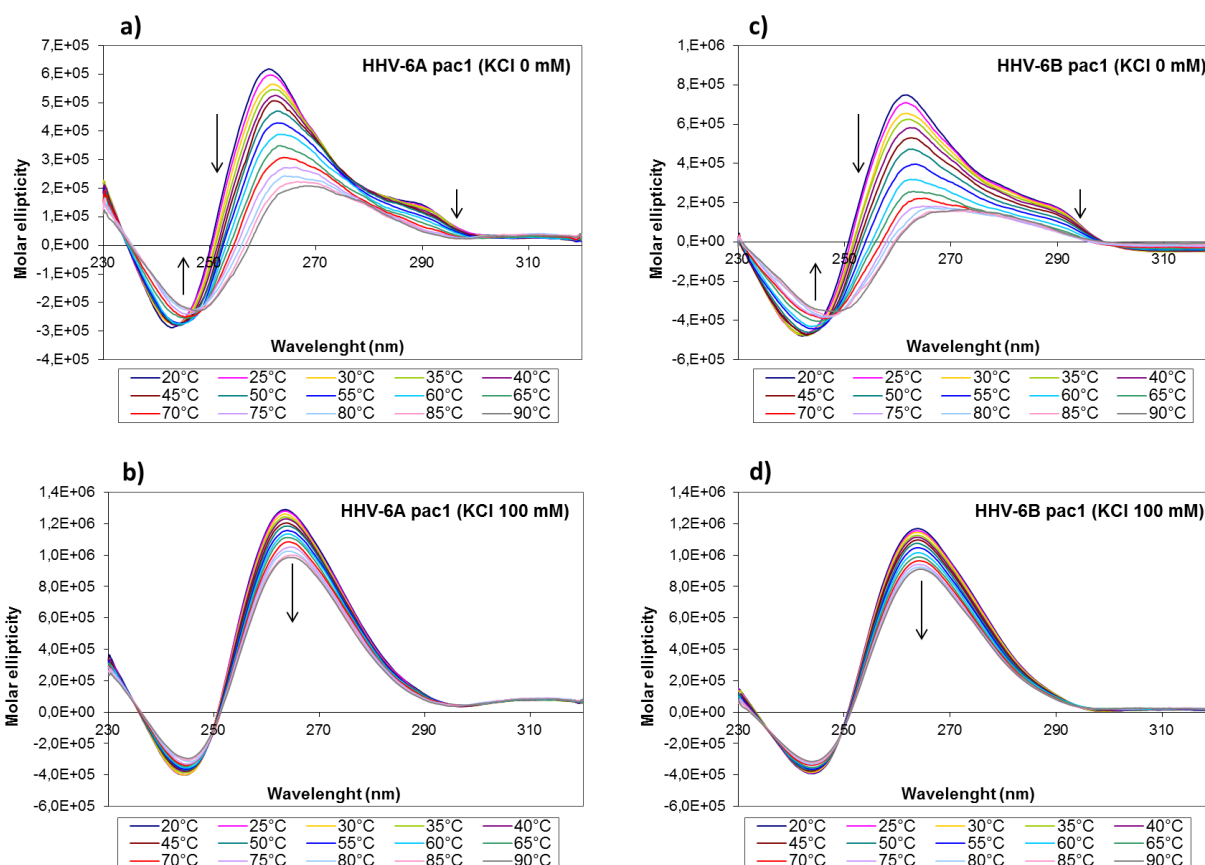 a)
HHV-6A pac1 (KCl 0 mM)
7,E+05
6,E+05
5,E+05
4,E+05
3,E+05
2,E+05
1,E+05
0,E+00
-1,E+05
-2,E+05
-3,E+05
-4,E+05
230 250 270 290 310
Molar ellipticity
Wavelenght (nm)
20°C 25°C 30°C 35°C 40°C
45°C 50°C 55°C 60°C 65°C
70°C 75°C 80°C 85°C 90°C
c)
HHV-6B pac1 (KCl 0 mM)
1,E+06
8,E+05
6,E+05
4,E+05
2,E+05
0,E+00
-2,E+05
-4,E+05
-6,E+05
230 250 270 290 310
Molar ellipticity
Wavelenght (nm)
20°C 25°C 30°C 35°C 40°C
45°C 50°C 55°C 60°C 65°C
70°C 75°C 80°C 85°C 90°C
b)
HHV-6A pac1 (KCl 100 mM)
1,4E+06
1,2E+06
1,0E+06
8,0E+05
6,0E+05
4,0E+05
2,0E+05
0,0E+00
-2,0E+05
-4,0E+05
-6,0E+05
230 250 270 290 310
Molar ellipticity
Wavelenght (nm)
20°C 25°C 30°C 35°C 40°C
45°C 50°C 55°C 60°C 65°C
70°C 75°C 80°C 85°C 90°C
d)
HHV-6B pac1 (KCl 100 mM)
1,4E+06
1,2E+06
1,0E+06
8,0E+05
6,0E+05
4,0E+05
2,0E+05
0,0E+00
-2,0E+05
-4,0E+05
-6,0E+05
230 250 270 290 310
Molar ellipticity
Wavelenght (nm)
20°C 25°C 30°C 35°C 40°C
45°C 50°C 55°C 60°C 65°C
70°C 75°C 80°C 85°C 90°C